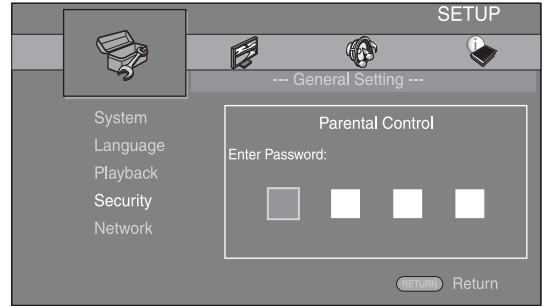 SETUP
--- General Setting ---
System
Language
Playback
Security
Network
Parental Control
Enter Password:
RETURN Return